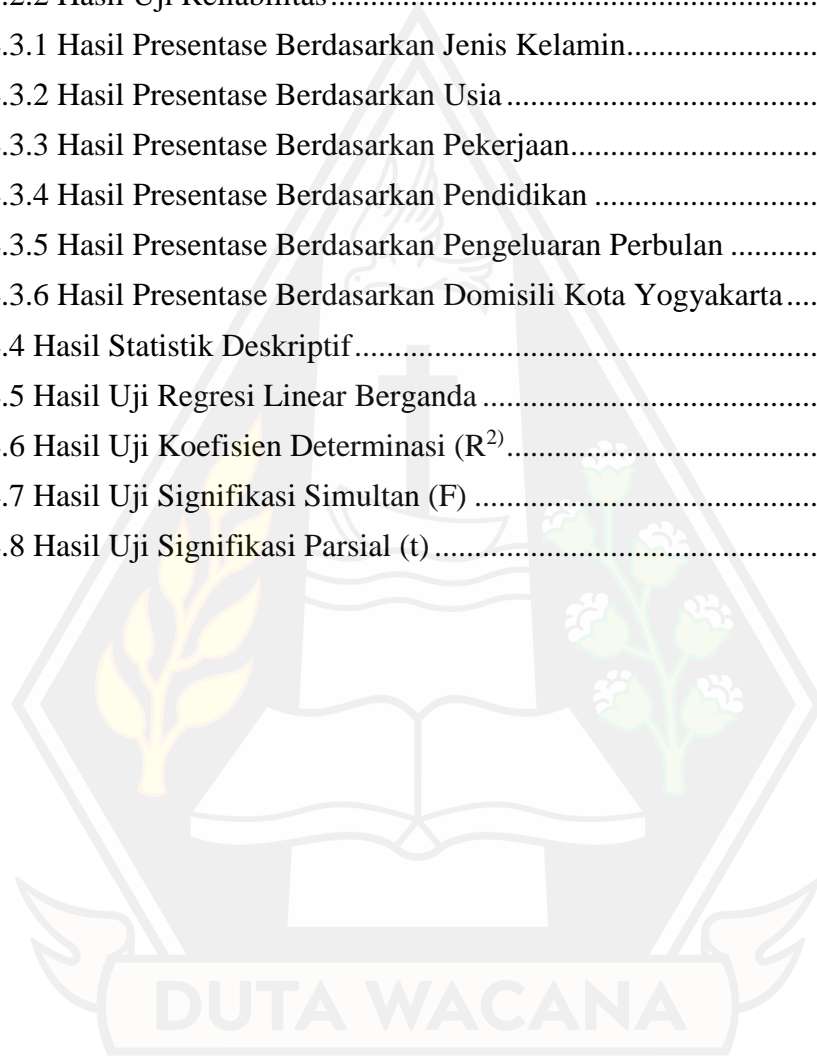 .2.2 Hasil Uji Reliabilitas............................................................
.3.1 Hasil Presentase Berdasarkan Jenis Kelamin........................
.3.2 Hasil Presentase Berdasarkan Usia.......................................
.3.3 Hasil Presentase Berdasarkan Pekerjaan...............................
.3.4 Hasil Presentase Berdasarkan Pendidikan ............................
.3.5 Hasil Presentase Berdasarkan Pengeluaran Perbulan ...........
.3.6 Hasil Presentase Berdasarkan Domisili Kota Yogyakarta....
.4 Hasil Statistik Deskriptif.........................................................
.5 Hasil Uji Regresi Linear Berganda .........................................
.6 Hasil Uji Koefisien Determinasi (R²⁾......................................
.7 Hasil Uji Signifikasi Simultan (F) ..........................................
.8 Hasil Uji Signifikasi Parsial (t)................................................
DUTA WACANA